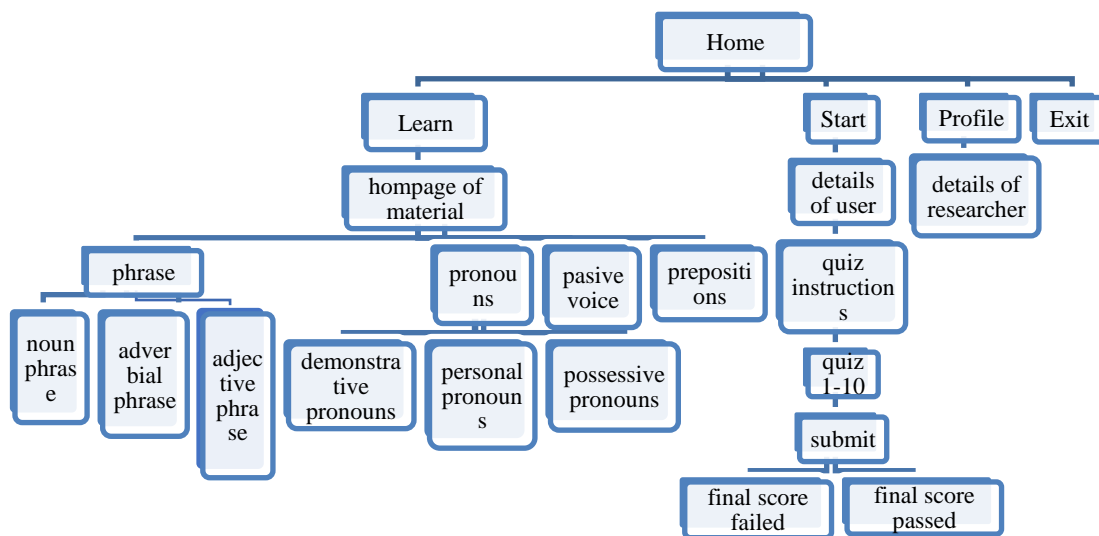 Home
Learn
Start
Profile
Exit
hompage of
material
details
of user
details of
researcher
phrase
pronou
ns
pasive
voice
prepositi
ons
quiz
instruction
s
noun
phras
e
adver
bial
phrase
adjec
tive
phra
se
demonstra
tive
pronouns
personal
pronoun
s
possessive
pronouns
quiz
1-10
submit
final score
failed
final score
passed